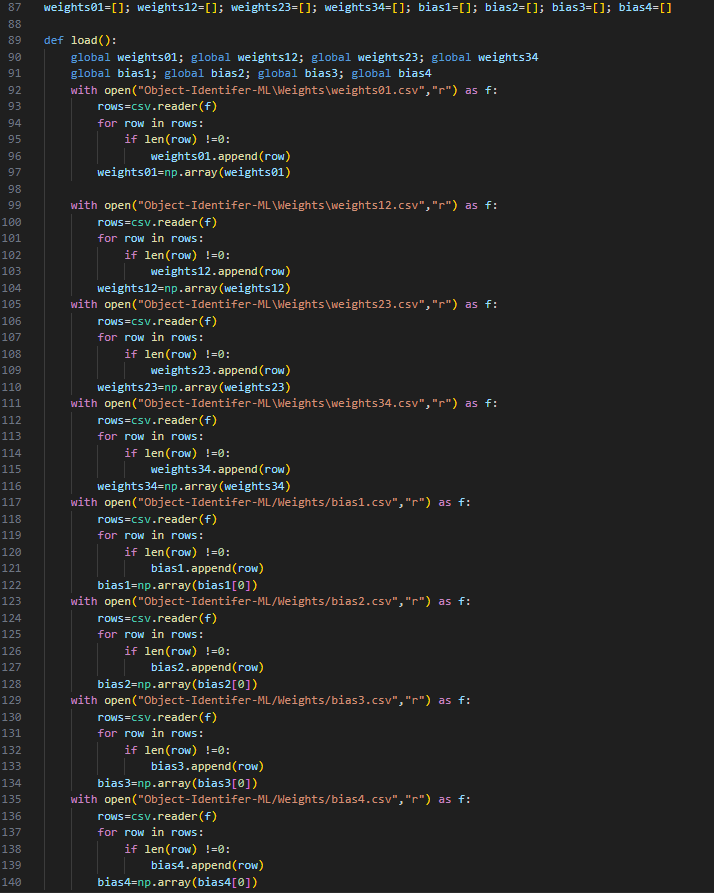 87 weights01=[]; weights12=[]; weights23=[]; weights34=[]; bias1=[]; bias2=[]; bias3=[]; bias4=[]
88
89 def load():
90     global weights01; global weights12; global weights23; global weights34
91     global bias1; global bias2; global bias3; global bias4
92     with open("Object-Identifer-ML\Weights\weights01.csv","r") as f:
93         rows=csv.reader(f)
94         for row in rows:
95             if len(row) !=0:
96                 weights01.append(row)
97         weights01=np.array(weights01)
98
99     with open("Object-Identifer-ML\Weights\weights12.csv","r") as f:
100         rows=csv.reader(f)
101         for row in rows:
102             if len(row) !=0:
103                 weights12.append(row)
104         weights12=np.array(weights12)
105     with open("Object-Identifer-ML\Weights\weights23.csv","r") as f:
106         rows=csv.reader(f)
107         for row in rows:
108             if len(row) !=0:
109                 weights23.append(row)
110         weights23=np.array(weights23)
111     with open("Object-Identifer-ML\Weights\weights34.csv","r") as f:
112         rows=csv.reader(f)
113         for row in rows:
114             if len(row) !=0:
115                 weights34.append(row)
116         weights34=np.array(weights34)
117     with open("Object-Identifer-ML/Weights/bias1.csv","r") as f:
118         rows=csv.reader(f)
119         for row in rows:
120             if len(row) !=0:
121                 bias1.append(row)
122         bias1=np.array(bias1[0])
123     with open("Object-Identifer-ML/Weights/bias2.csv","r") as f:
124         rows=csv.reader(f)
125         for row in rows:
126             if len(row) !=0:
127                 bias2.append(row)
128         bias2=np.array(bias2[0])
129     with open("Object-Identifer-ML/Weights/bias3.csv","r") as f:
130         rows=csv.reader(f)
131         for row in rows:
132             if len(row) !=0:
133                 bias3.append(row)
134         bias3=np.array(bias3[0])
135     with open("Object-Identifer-ML/Weights/bias4.csv","r") as f:
136         rows=csv.reader(f)
137         for row in rows:
138             if len(row) !=0:
139                 bias4.append(row)
140         bias4=np.array(bias4[0])